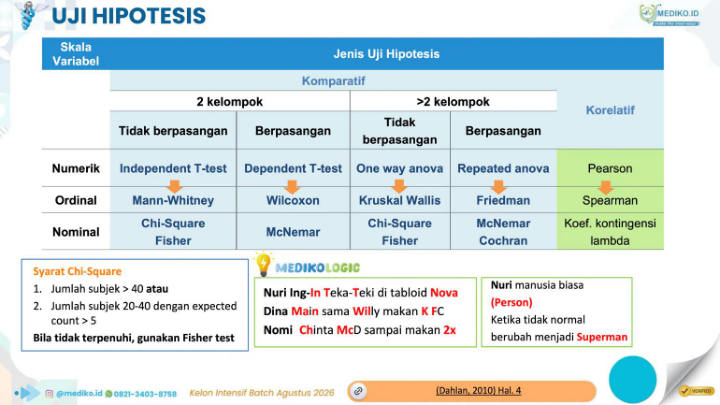 UJI HIPOTESIS
MEDIKO.ID
Skala Variabel
Jenis Uji Hipotesis
Komparatif
Korelatif
2 kelompok
>2 kelompok
Tidak berpasangan
Berpasangan
Tidak berpasangan
Berpasangan
Numerik
Independent T-test
Dependent T-test
One way anova
Repeated anova
Pearson
Ordinal
Mann-Whitney
Wilcoxon
Kruskal Wallis
Friedman
Spearman
Nominal
Chi-Square
Fisher
McNemar
Chi-Square
Fisher
McNemar
Cochran
Koef. kontingensi
lambda
Syarat Chi-Square
1. Jumlah subjek > 40 atau
2. Jumlah subjek 20-40 dengan expected
count > 5
Bila tidak terpenuhi, gunakan Fisher test
MEDIKOLOGIC
Nuri Ing-In Teka-Teki di tabloid Nova
Dina Main sama Willy makan K FC
Nomi Chinta McD sampai makan 2x
Nuri manusia biasa
(Person)
Ketika tidak normal
berubah menjadi Superman
@mediko.id 0821-3403-8758
Kelon Intensif Batch Agustus 2026
(Dahlan, 2010) Hal. 4
VERIFIED